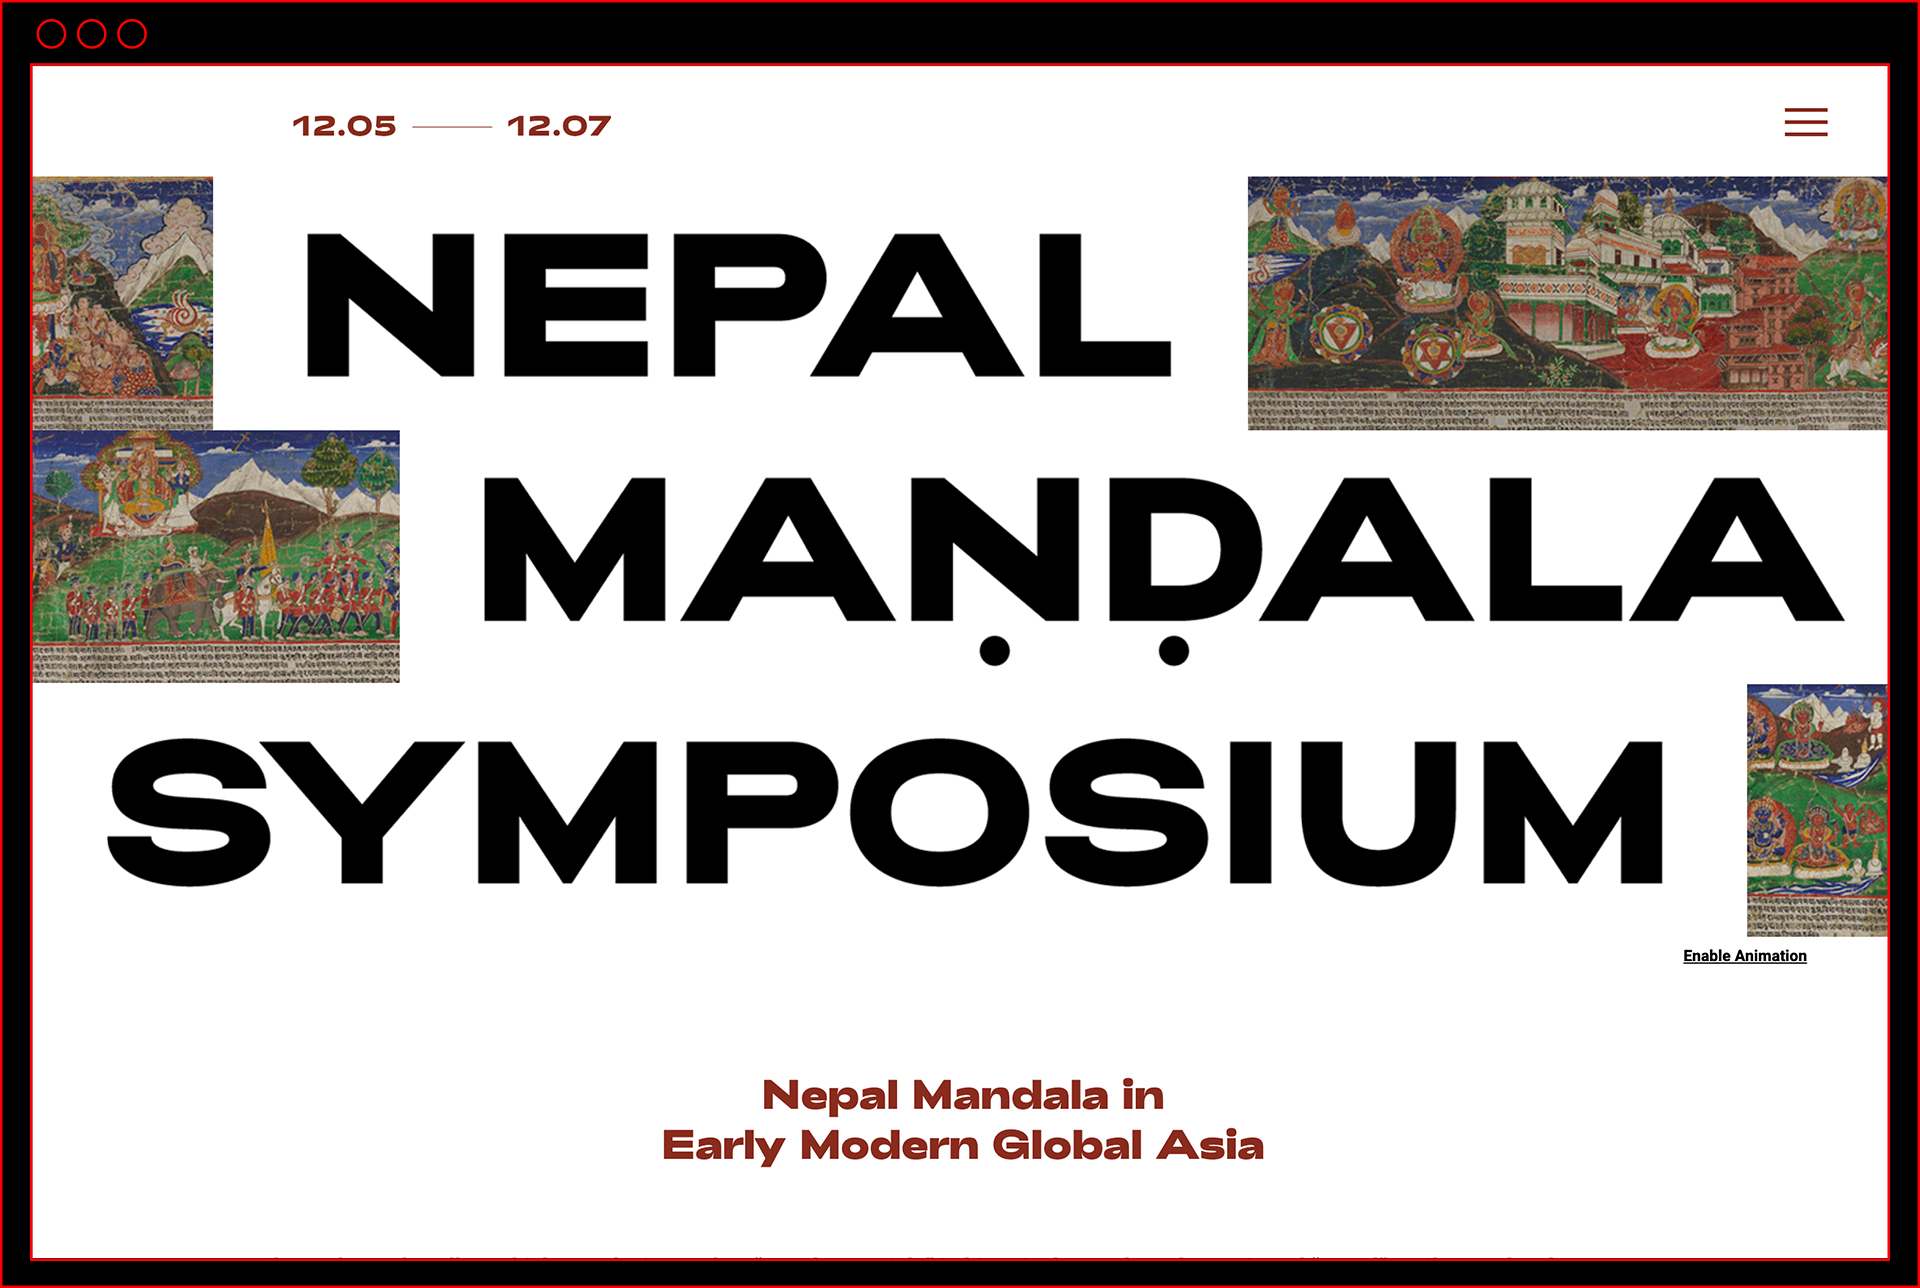 12.05 — 12.07
NEPAL
MAṆḌALA
SYMPOSIUM
Enable Animation
Nepal Mandala in
Early Modern Global Asia